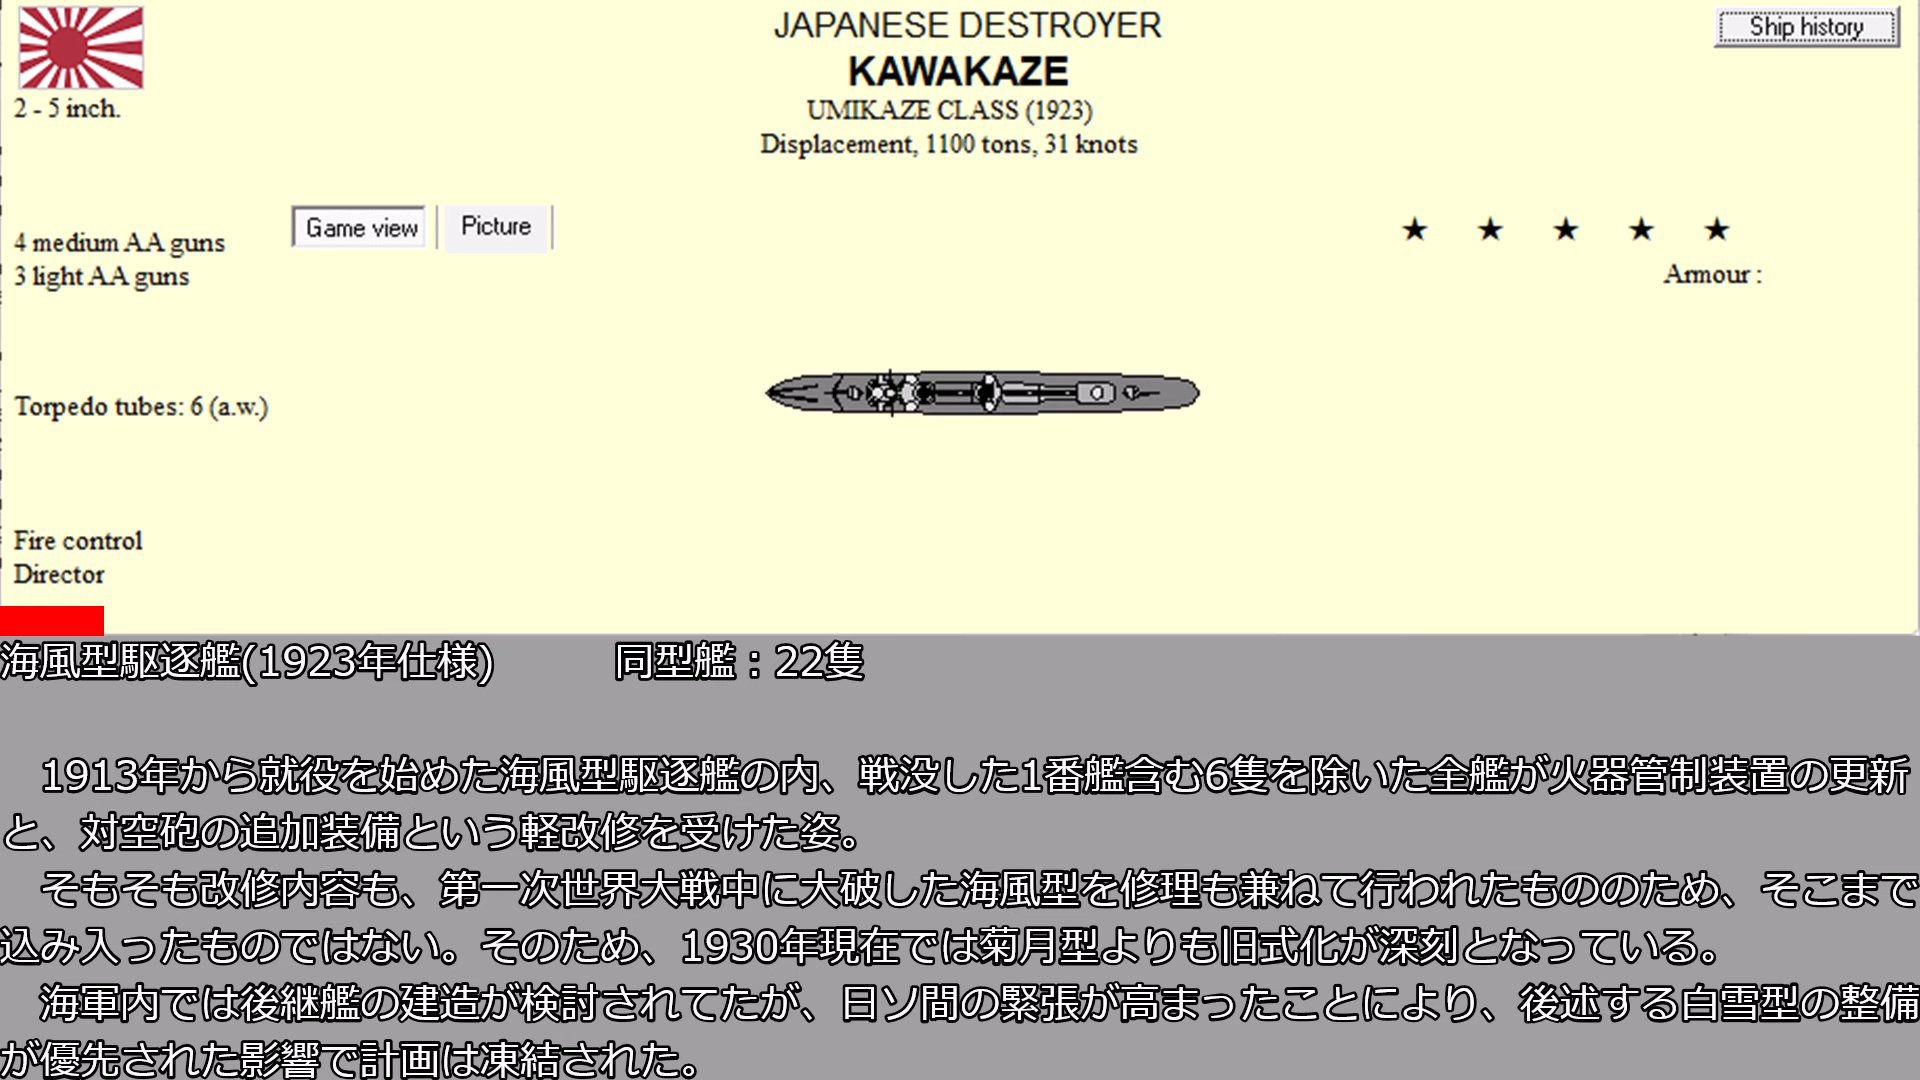 JAPANESE DESTROYER
Ship history
KAWAKAZE
2 - 5 inch.
UMIKAZE CLASS (1923)
Displacement, 1100 tons, 31 knots
Game view
Picture
★ ★ ★ ★ ★
4 medium AA guns
3 light AA guns
Armour :
Torpedo tubes: 6 (a.w.)
Fire control
Director
海風型駆逐艦(1923年仕様)　　　同型艦：22隻
　1913年から就役を始めた海風型駆逐艦の内、戦没した1番艦含む6隻を除いた全艦が火器管制装置の更新
と、対空砲の追加装備という軽改修を受けた姿。
　そもそも改修内容も、第一次世界大戦中に大破した海風型を修理も兼ねて行われたもののため、そこまで
込み入ったものではない。そのため、1930年現在では菊月型よりも旧式化が深刻となっている。
　海軍内では後継艦の建造が検討されてたが、日ソ間の緊張が高まったことにより、後述する白雪型の整備
が優先された影響で計画は凍結された。